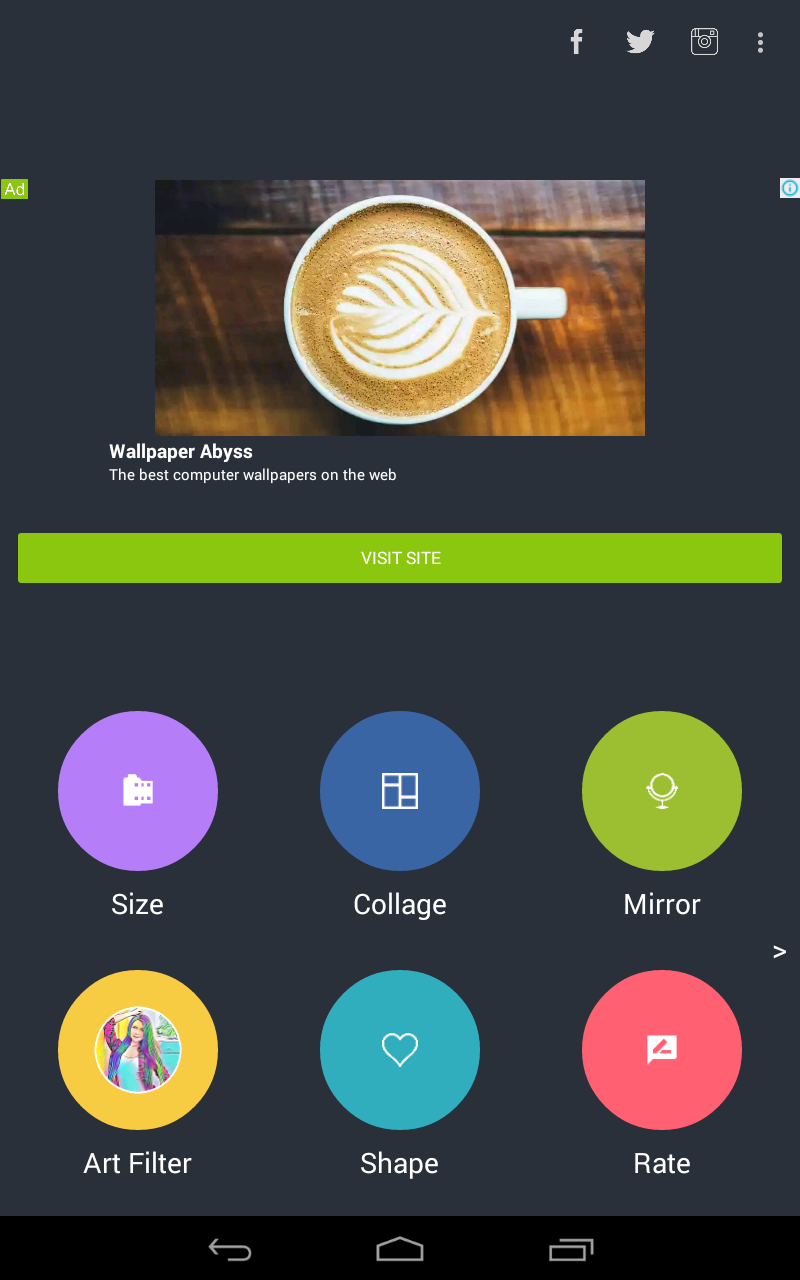 Ad
Wallpaper Abyss
The best computer wallpapers on the web
VISIT SITE
Size
Collage
Mirror
>
Art Filter
Shape
Rate